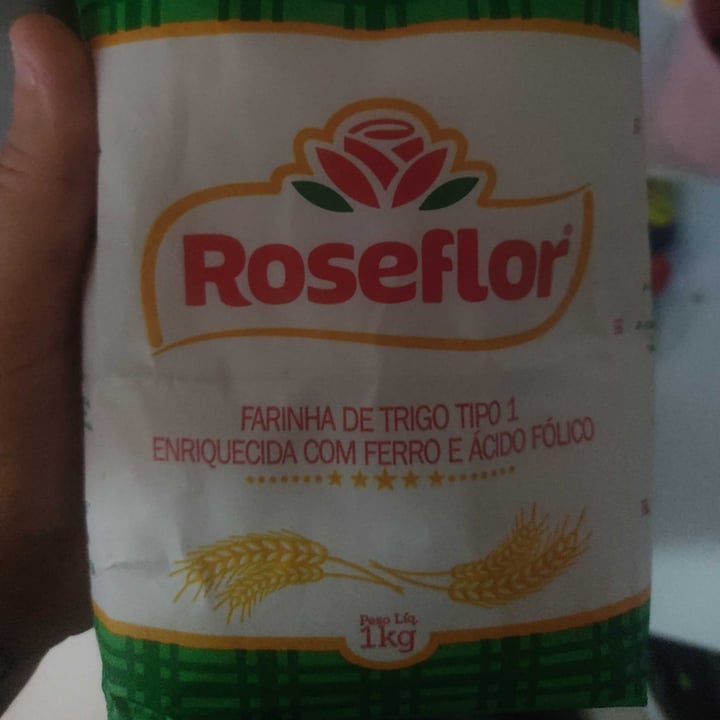 Roseflor
FARINHA DE TRIGO TIPO 1
ENRIQUECIDA COM FERRO E ÁCIDO FÓLICO
Peso Líq.
1kg